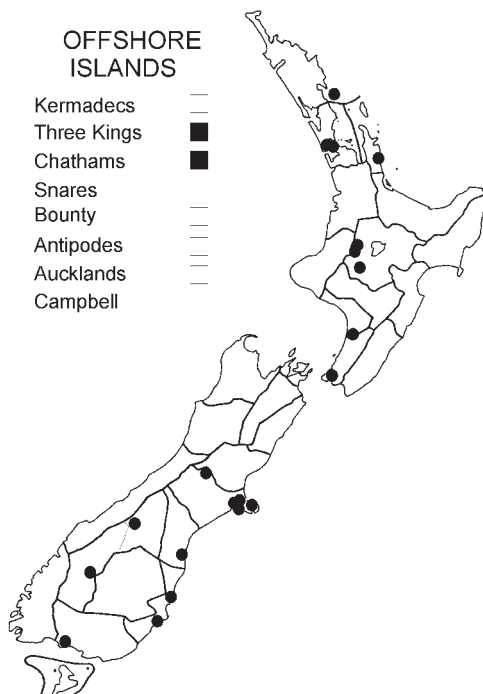 OFFSHORE
ISLANDS
Kermadecs
Three Kings
Chathams
Snares
Bounty
Antipodes
Aucklands
Campbell